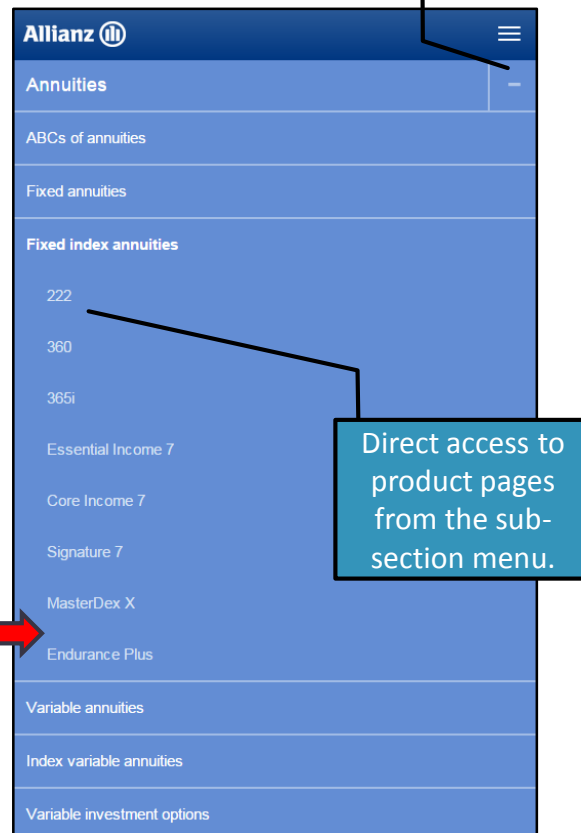 Allianz
Annuities
ABCs of annuities
Fixed annuities
Fixed index annuities
222
360
365i
Essential Income 7
Core Income 7
Signature 7
MasterDex X
Endurance Plus
Variable annuities
Index variable annuities
Variable investment options
Direct access to
product pages
from the sub-
section menu.